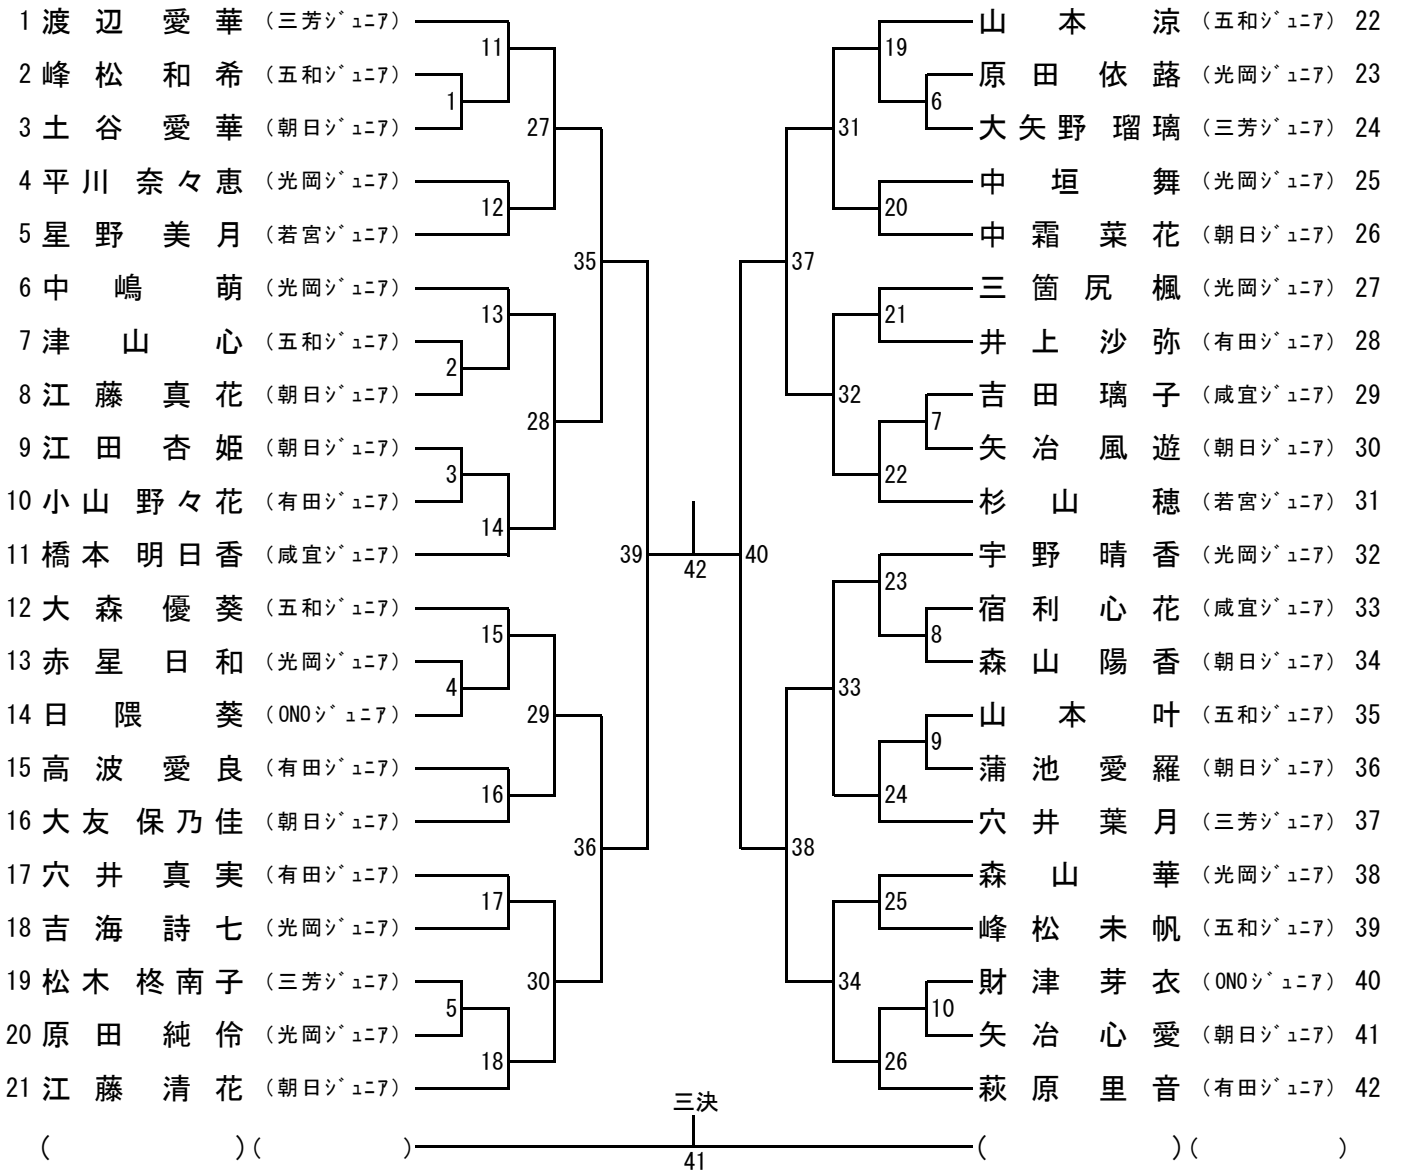 1 渡辺 愛華 (三芳ジュニア)
2 峰松 和希 (五和ジュニア)
3 土谷 愛華 (朝日ジュニア)
4 平川 奈々恵 (光岡ジュニア)
5 星野 美月 (若宮ジュニア)
6 中嶋 萌 (光岡ジュニア)
7 津山 心 (五和ジュニア)
8 江藤 真花 (朝日ジュニア)
9 江田 杏姫 (朝日ジュニア)
10 小山 野々花 (有田ジュニア)
11 橋本 明日香 (咸宜ジュニア)
12 大森 優葵 (五和ジュニア)
13 赤星 日和 (光岡ジュニア)
14 日隈 葵 (ONOジュニア)
15 高波 愛良 (有田ジュニア)
16 大友 保乃佳 (朝日ジュニア)
17 穴井 真実 (有田ジュニア)
18 吉海 詩七 (光岡ジュニア)
19 松木 柊南子 (三芳ジュニア)
20 原田 純伶 (光岡ジュニア)
21 江藤 清花 (朝日ジュニア)
( ) ( )
11
1
27
12
35
13
2
28
3
14
39
15
4
29
16
36
17
30
5
18
42
三決
41
19
6
31
20
37
21
32
7
22
40
23
8
33
9
24
38
25
34
10
26
山本 涼 (五和ジュニア) 22
原田 依蕗 (光岡ジュニア) 23
大矢野 瑠璃 (三芳ジュニア) 24
中垣 舞 (光岡ジュニア) 25
中霜 菜花 (朝日ジュニア) 26
三箇尻 楓 (光岡ジュニア) 27
井上 沙弥 (有田ジュニア) 28
吉田 璃子 (咸宜ジュニア) 29
矢冶 風遊 (朝日ジュニア) 30
杉山 穂 (若宮ジュニア) 31
宇野 晴香 (光岡ジュニア) 32
宿利 心花 (咸宜ジュニア) 33
森山 陽香 (朝日ジュニア) 34
山本 叶 (五和ジュニア) 35
蒲池 愛羅 (朝日ジュニア) 36
穴井 葉月 (三芳ジュニア) 37
森山 華 (光岡ジュニア) 38
峰松 未帆 (五和ジュニア) 39
財津 芽衣 (ONOジュニア) 40
矢冶 心愛 (朝日ジュニア) 41
萩原 里音 (有田ジュニア) 42
( ) ( )